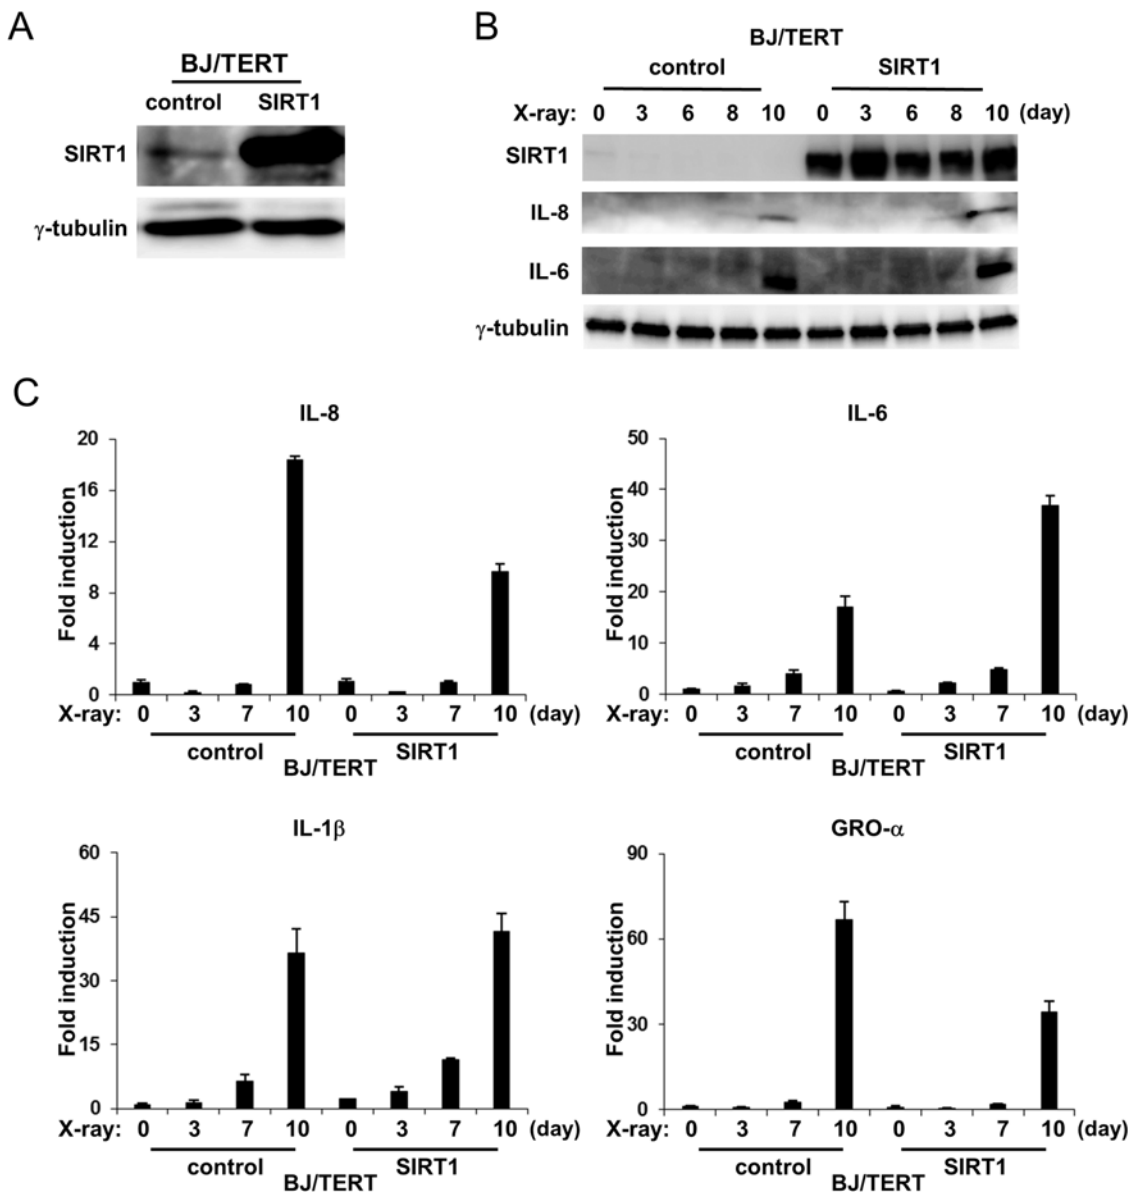 A
BJ/TERT
control SIRT1
SIRT1
γ-tubulin
B
BJ/TERT
control SIRT1
X-ray: 0 3 6 8 10 0 3 6 8 10 (day)
SIRT1
IL-8
IL-6
γ-tubulin
C
IL-8
Fold induction
20
16
12
8
4
0
X-ray: 0 3 7 10 0 3 7 10 (day)
control SIRT1
BJ/TERT
IL-6
Fold induction
50
40
30
20
10
0
X-ray: 0 3 7 10 0 3 7 10 (day)
control SIRT1
BJ/TERT
IL-1β
Fold induction
60
45
30
15
0
X-ray: 0 3 7 10 0 3 7 10 (day)
control SIRT1
BJ/TERT
GRO-α
Fold induction
90
60
30
0
X-ray: 0 3 7 10 0 3 7 10 (day)
control SIRT1
BJ/TERT